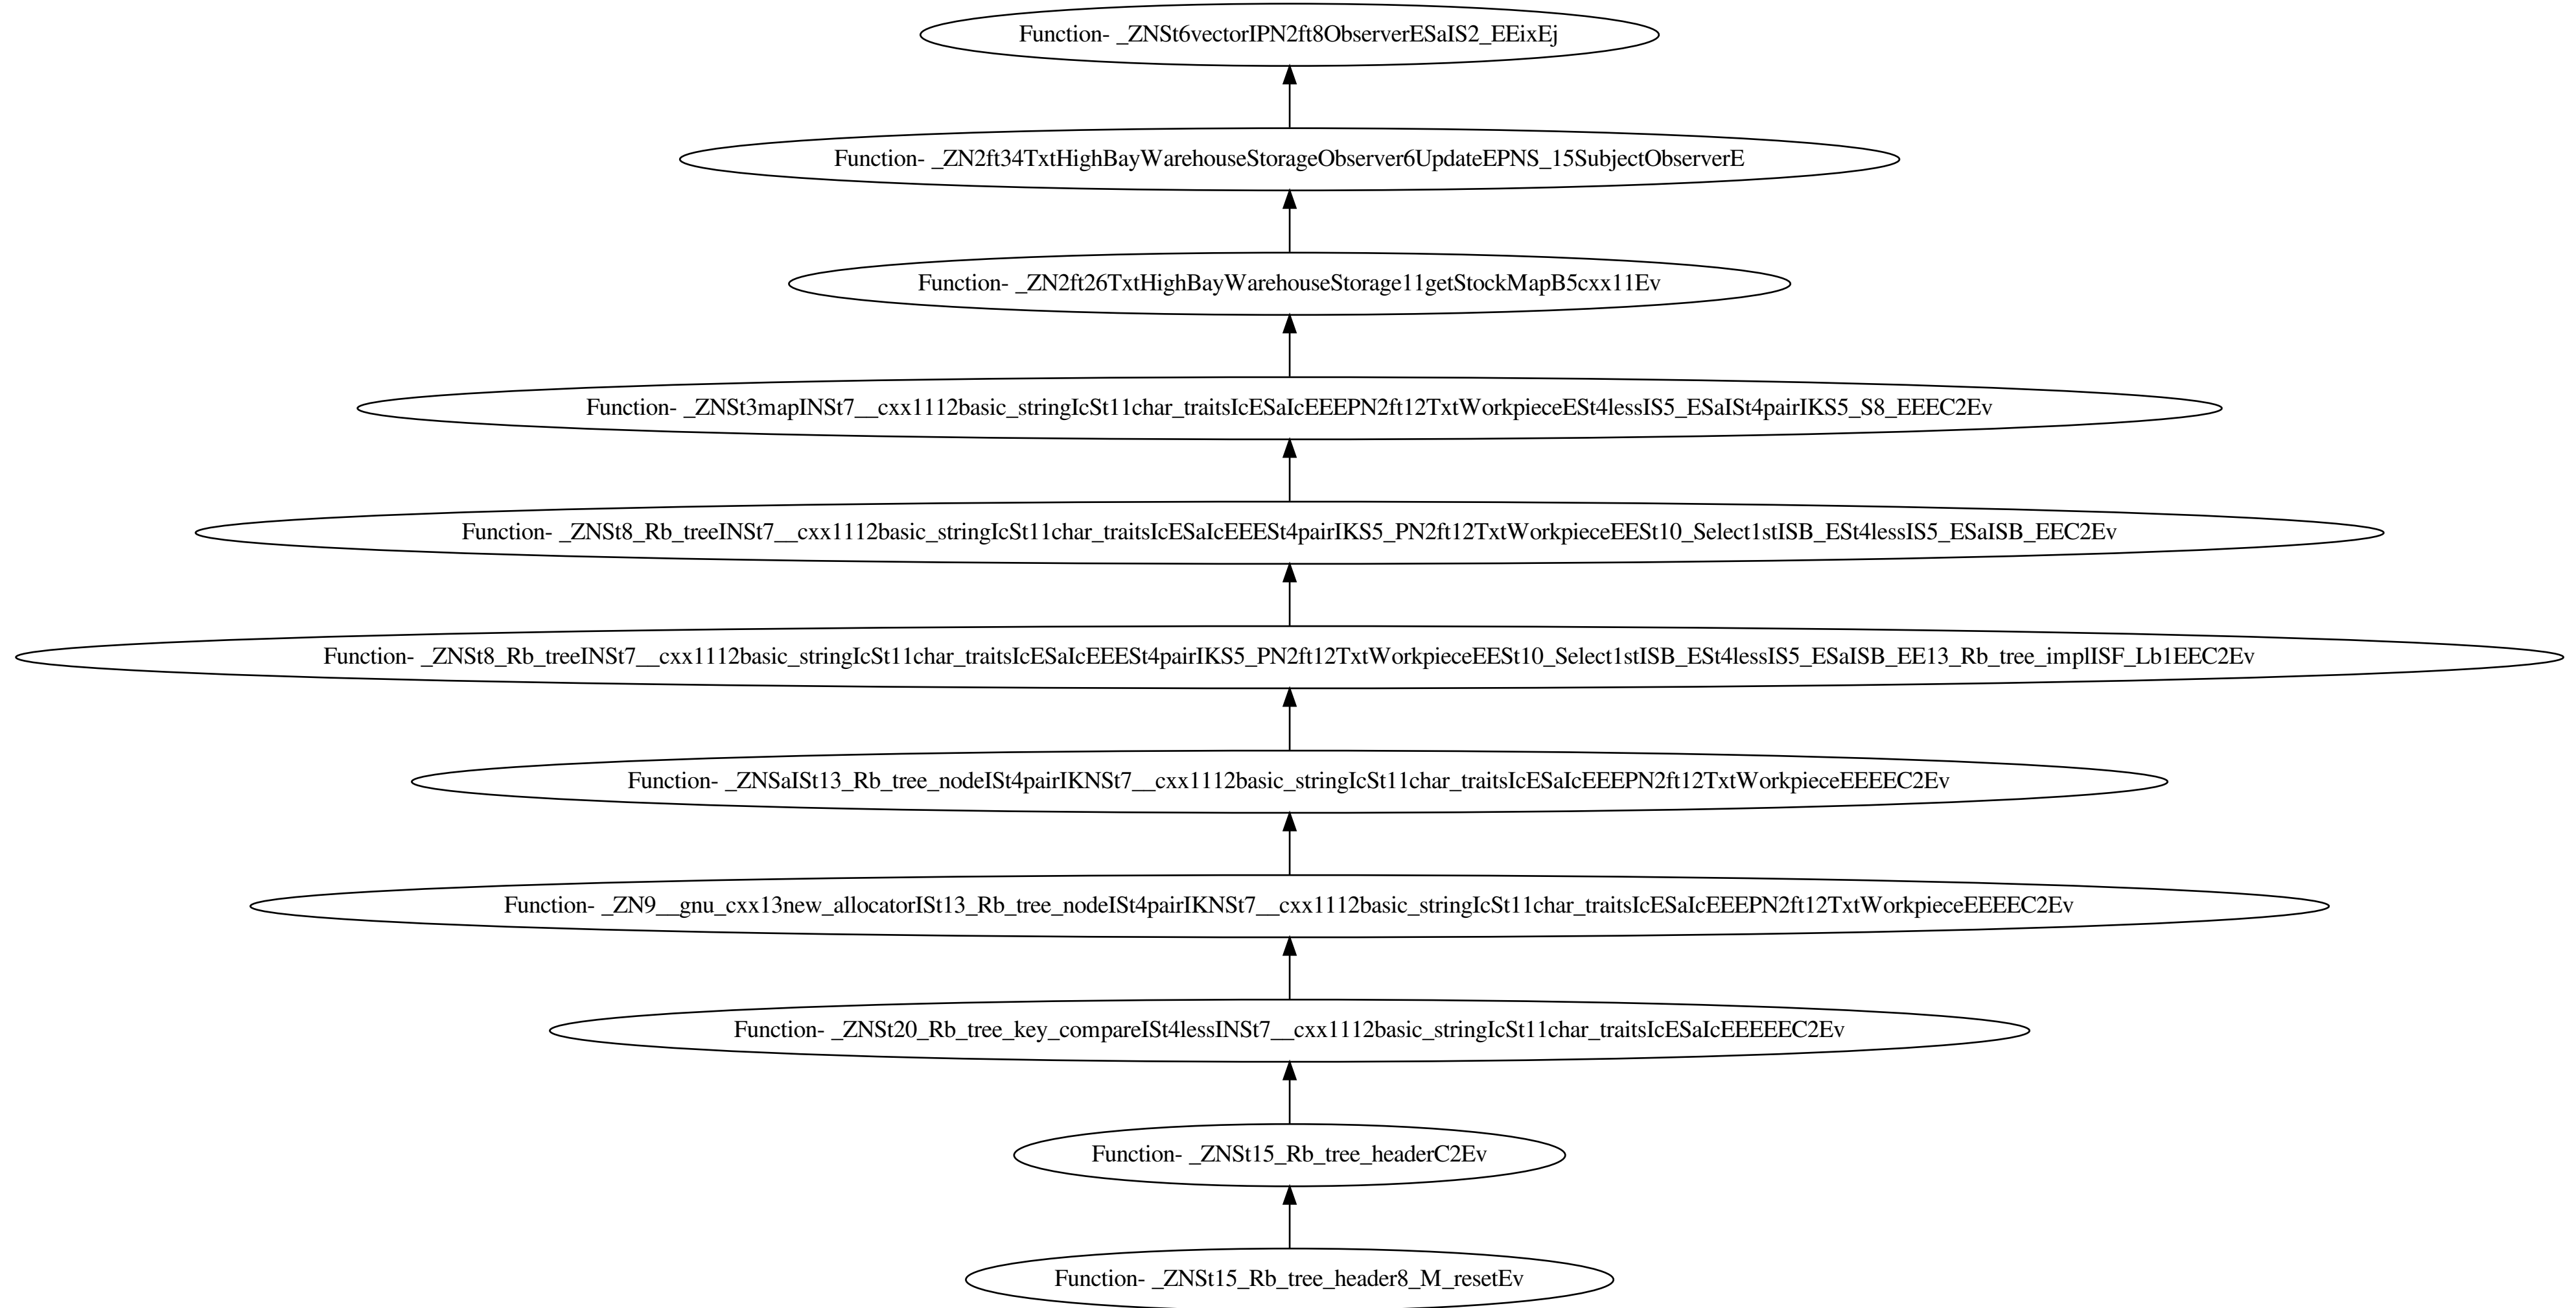 Function- _ZNSt6vectorIPN2ft8ObserverESaIS2_EEixEj
Function- _ZN2ft34TxtHighBayWarehouseStorageObserver6UpdateEPNS_15SubjectObserverE
Function- _ZN2ft26TxtHighBayWarehouseStorage11getStockMapB5cxx11Ev
Function- _ZNSt3mapINSt7__cxx1112basic_stringIcSt11char_traitsIcESaIcEEEPN2ft12TxtWorkpieceESt4lessIS5_ESaISt4pairIKS5_S8_EEEC2Ev
Function- _ZNSt8_Rb_treeINSt7__cxx1112basic_stringIcSt11char_traitsIcESaIcEEESt4pairIKS5_PN2ft12TxtWorkpieceEESt10_Select1stISB_ESt4lessIS5_ESaISB_EEC2Ev
Function- _ZNSt8_Rb_treeINSt7__cxx1112basic_stringIcSt11char_traitsIcESaIcEEESt4pairIKS5_PN2ft12TxtWorkpieceEESt10_Select1stISB_ESt4lessIS5_ESaISB_EE13_Rb_tree_implISF_Lb1EEC2Ev
Function- _ZNSaISt13_Rb_tree_nodeISt4pairIKNSt7__cxx1112basic_stringIcSt11char_traitsIcESaIcEEEPN2ft12TxtWorkpieceEEEEC2Ev
Function- _ZN9__gnu_cxx13new_allocatorISt13_Rb_tree_nodeISt4pairIKNSt7__cxx1112basic_stringIcSt11char_traitsIcESaIcEEEPN2ft12TxtWorkpieceEEEEC2Ev
Function- _ZNSt20_Rb_tree_key_compareISt4lessINSt7__cxx1112basic_stringIcSt11char_traitsIcESaIcEEEEEC2Ev
Function- _ZNSt15_Rb_tree_headerC2Ev
Function- _ZNSt15_Rb_tree_header8_M_resetEv